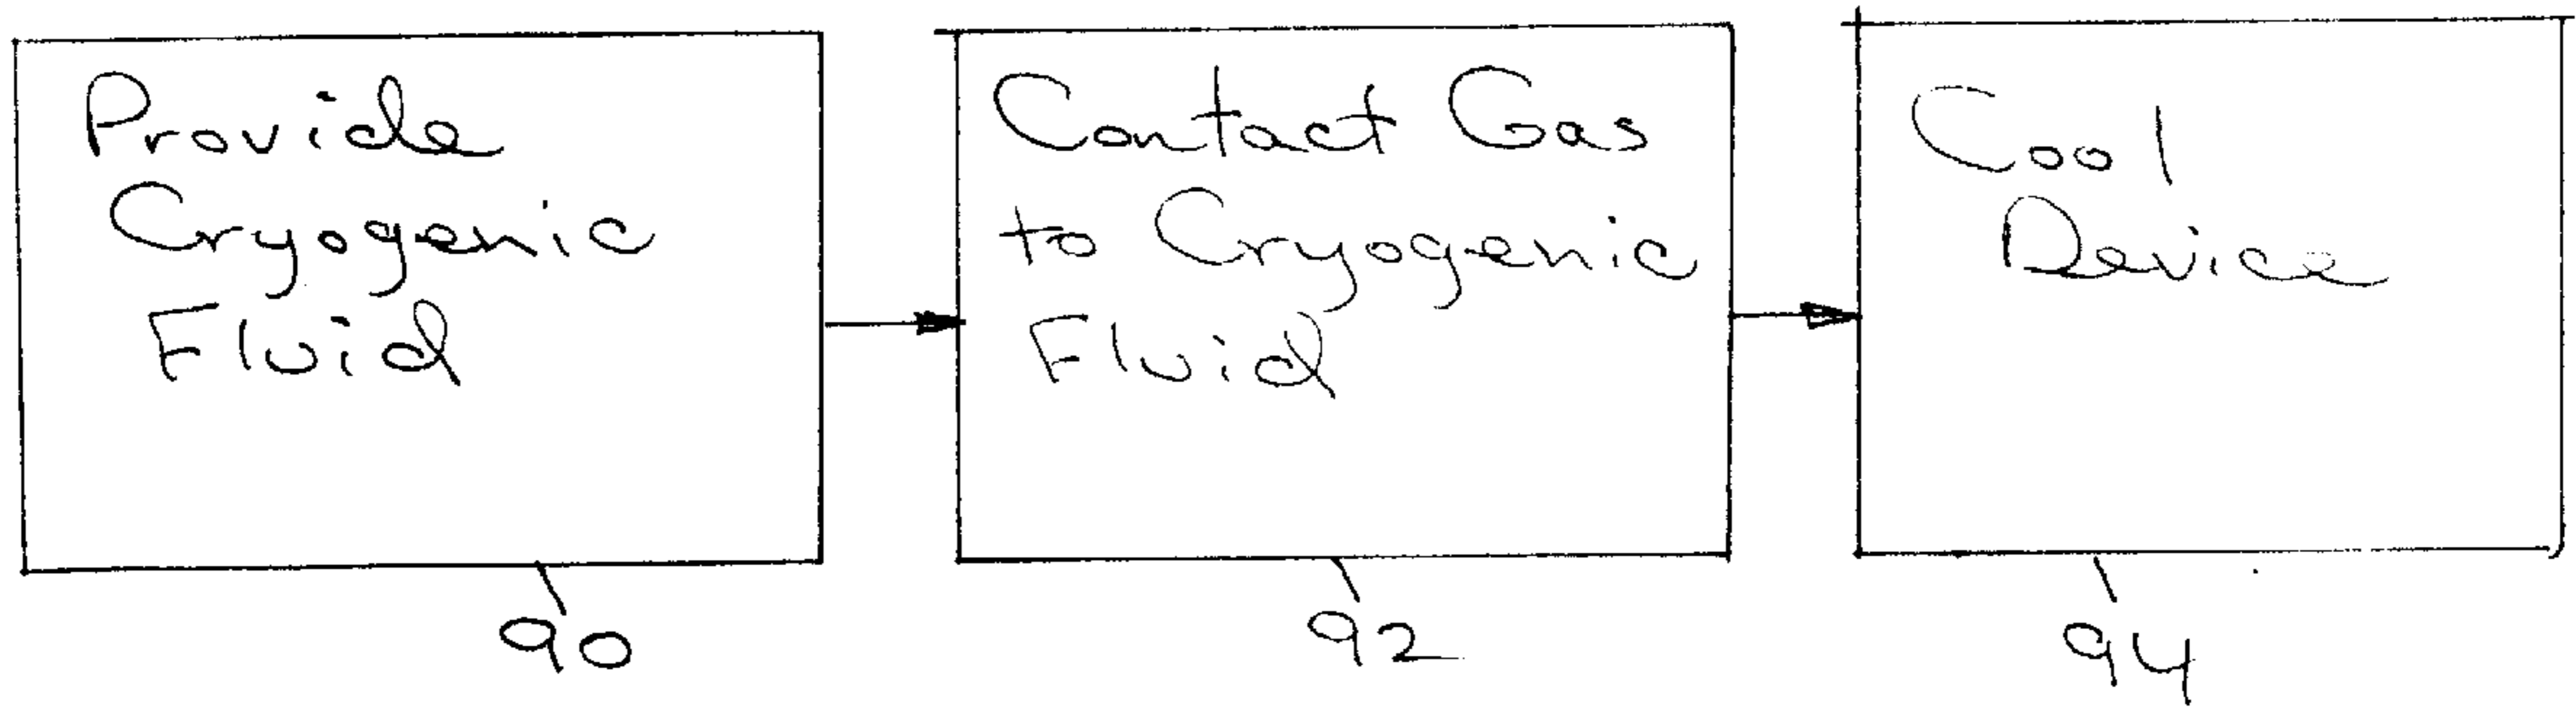 Provide
Cryogenic
Fluid
90
Contact Gas
to Cryogenic
Fluid
92
Cool
Device
94